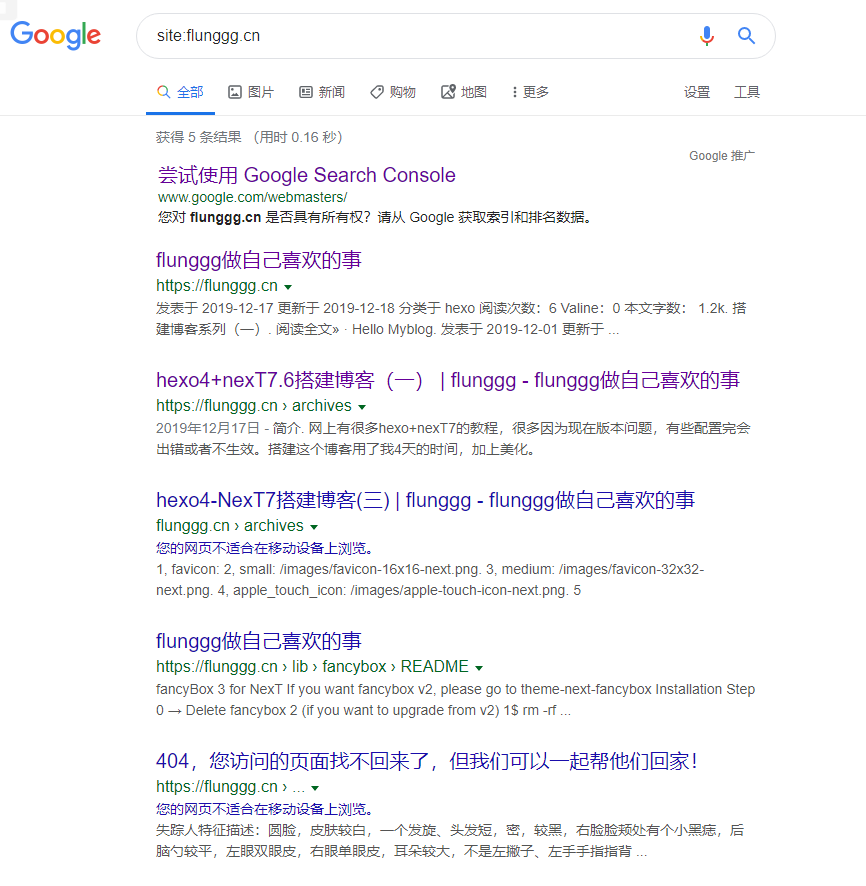 Google
site:flunggg.cn
全部 图片 新闻 购物 地图 更多 设置 工具
获得 5 条结果 （用时 0.16 秒）
Google 推广
尝试使用 Google Search Console
www.google.com/webmasters/
您对 flunggg.cn 是否具有所有权？请从 Google 获取索引和排名数据。
flunggg做自己喜欢的事
https://flunggg.cn
发表于 2019-12-17 更新于 2019-12-18 分类于 hexo 阅读次数：6 Valine：0 本文字数： 1.2k. 搭
建博客系列（一）. 阅读全文» · Hello Myblog. 发表于 2019-12-01 更新于 ...
hexo4+nexT7.6搭建博客（一） | flunggg - flunggg做自己喜欢的事
https://flunggg.cn › archives
2019年12月17日 - 简介. 网上有很多hexo+nexT7的教程，很多因为现在版本问题，有些配置完会
出错或者不生效。搭建这个博客用了我4天的时间，加上美化。
hexo4-NexT7搭建博客(三) | flunggg - flunggg做自己喜欢的事
flunggg.cn › archives
您的网页不适合在移动设备上浏览。
1, favicon: 2, small: /images/favicon-16x16-next.png. 3, medium: /images/favicon-32x32-
next.png. 4, apple_touch_icon: /images/apple-touch-icon-next.png. 5
flunggg做自己喜欢的事
https://flunggg.cn › lib › fancybox › README
fancyBox 3 for NexT If you want fancybox v2, please go to theme-next-fancybox Installation Step
0 → Delete fancybox 2 (if you want to upgrade from v2) 1$ rm -rf ...
404，您访问的页面找不回来了，但我们可以一起帮他们回家！
https://flunggg.cn › ...
您的网页不适合在移动设备上浏览。
失踪人特征描述：圆脸，皮肤较白，一个发旋、头发短，密，较黑，右脸脸颊处有个小黑痣，后
脑勺较平，左眼双眼皮，右眼单眼皮，耳朵较大，不是左撇子、左手手指指背 ...